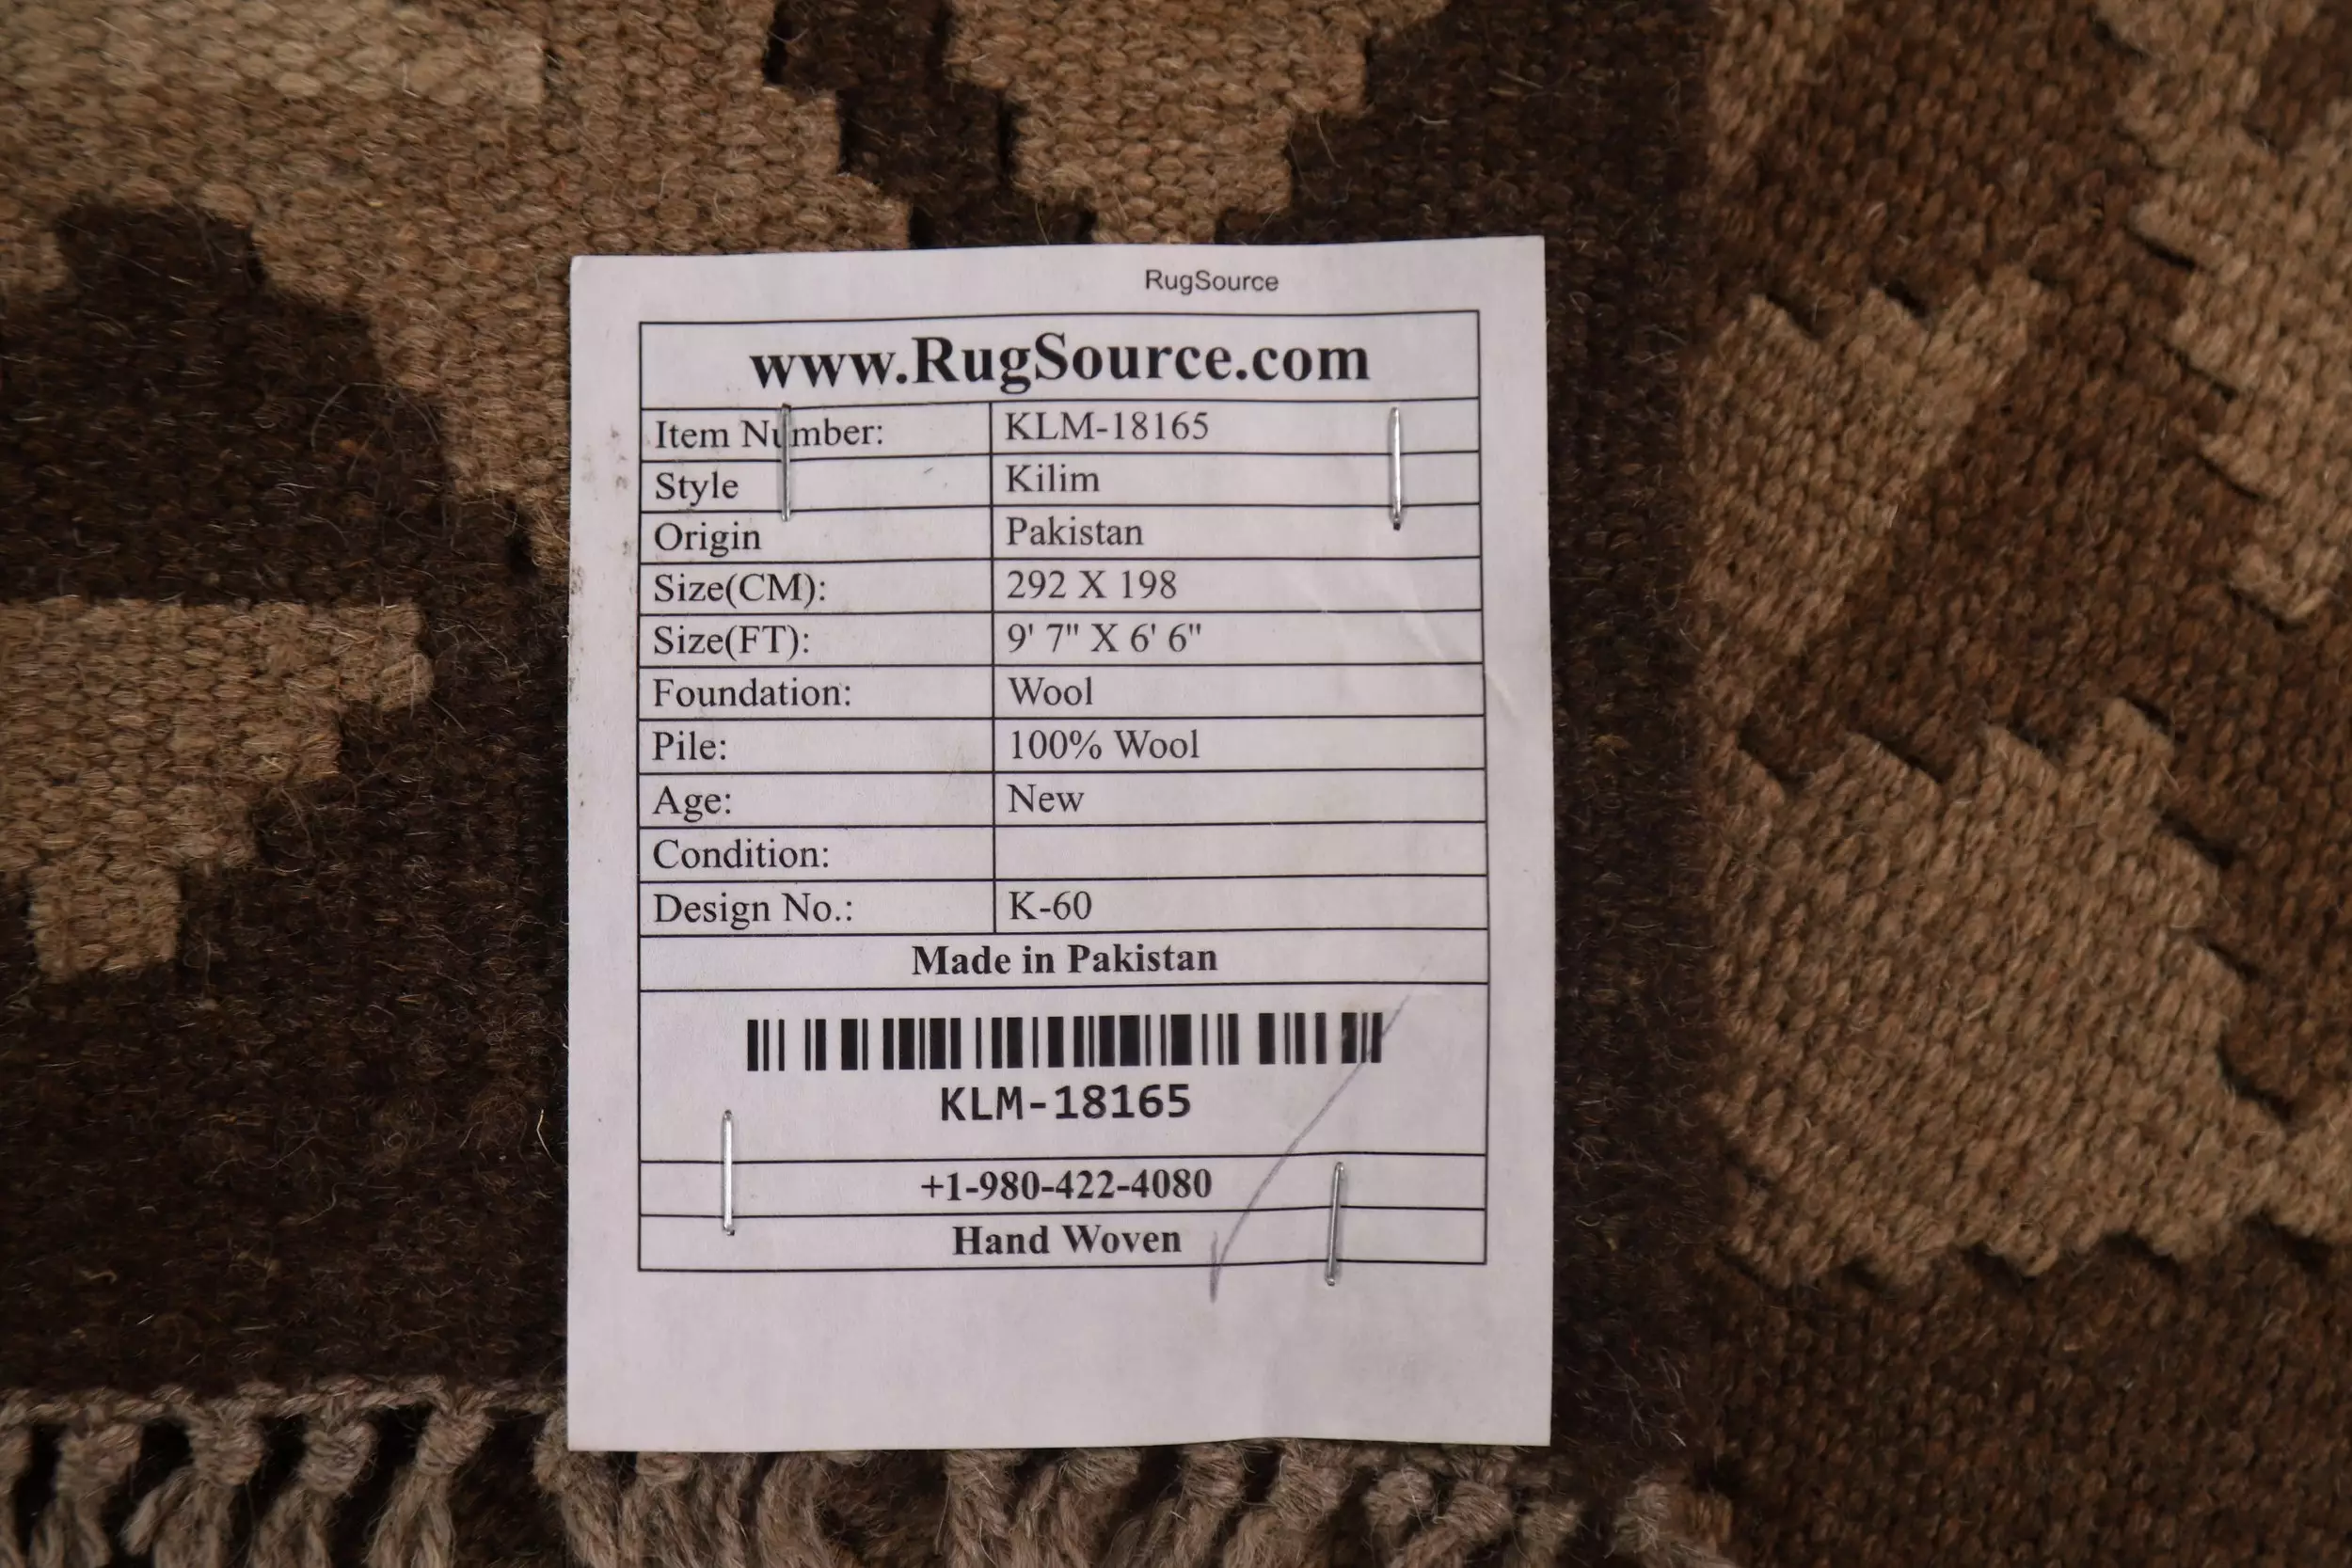 RugSource
www.RugSource.com
Item Number: KLM-18165
Style Kilim
Origin Pakistan
Size(CM): 292 X 198
Size(FT): 9' 7" X 6' 6"
Foundation: Wool
Pile: 100% Wool
Age: New
Condition:
Design No.: K-60
Made in Pakistan
KLM-18165
+1-980-422-4080
Hand Woven